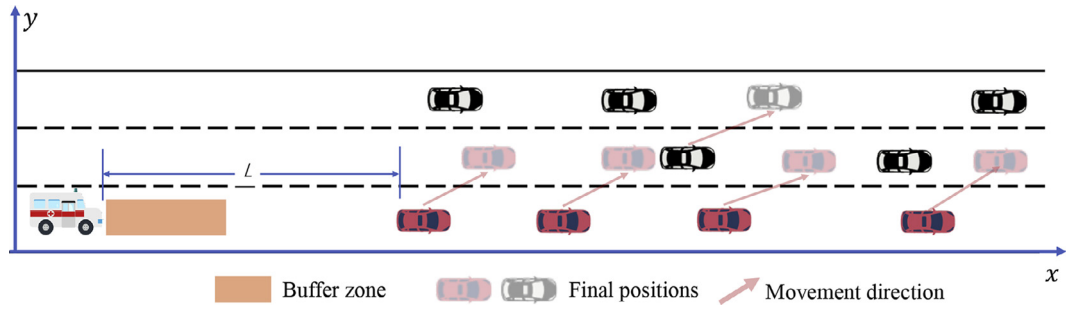 y
L
x
Buffer zone
Final positions
Movement direction